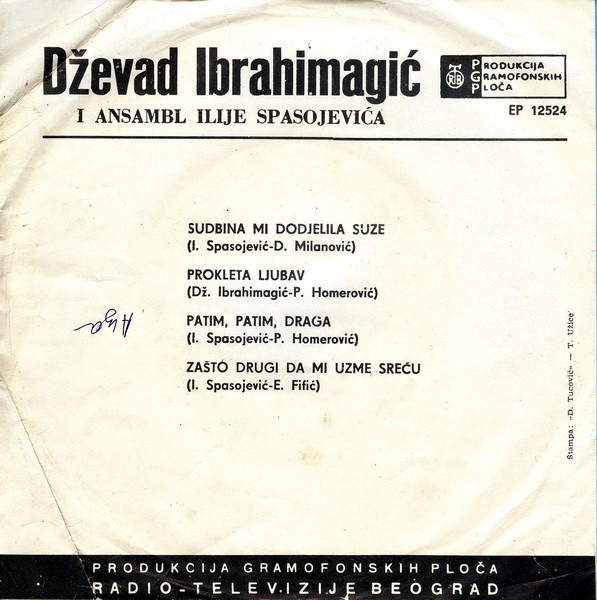 Dževad Ibrahimagić
I ANSAMBL ILIJE SPASOJEVIĆA
RTB
PRODUKCIJA
GRAMOFONSKIH
PLOČA
EP 12524
SUDBINA MI DODJELILA SUZE
(I. Spasojević-D. Milanović)
PROKLETA LJUBAV
(Dž. Ibrahimagić-P. Homerović)
PATIM, PATIM, DRAGA
(I. Spasojević-P. Homerović)
ZAŠTO DRUGI DA MI UZME SREĆU
(I. Spasojević-E. Fifić)
Štampa: »D. Tucović« — T. Užice
PRODUKCIJA GRAMOFONSKIH PLOČA
RADIO-TELEVIZIJE BEOGRAD